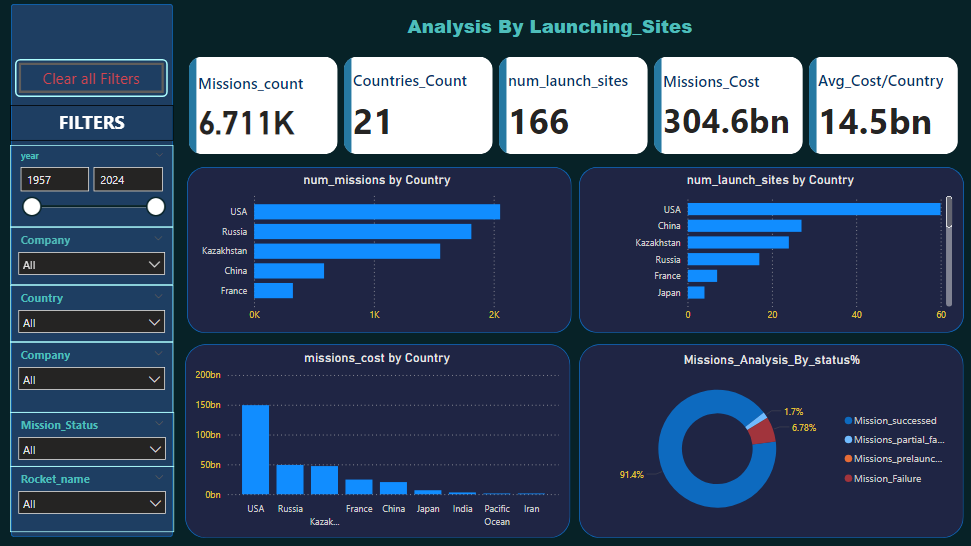 Analysis By Launching_Sites
Clear all Filters
FILTERS
year
1957 2024
Company
All
Country
All
Company
All
Mission_Status
All
Rocket_name
All
Missions_count
6.711K
Countries_Count
21
num_launch_sites
166
Missions_Cost
304.6bn
Avg_Cost/Country
14.5bn
num_missions by Country
USA
Russia
Kazakhstan
China
France
0K 1K 2K
num_launch_sites by Country
USA
China
Kazakhstan
Russia
France
Japan
0 20 40 60
missions_cost by Country
200bn
150bn
100bn
50bn
0bn
USA Russia Kazak... France China Japan India Pacific Ocean Iran
Missions_Analysis_By_status%
1.7%
6.78%
91.4%
Mission_successed
Missions_partial_fa...
Missions_prelaunc...
Mission_Failure